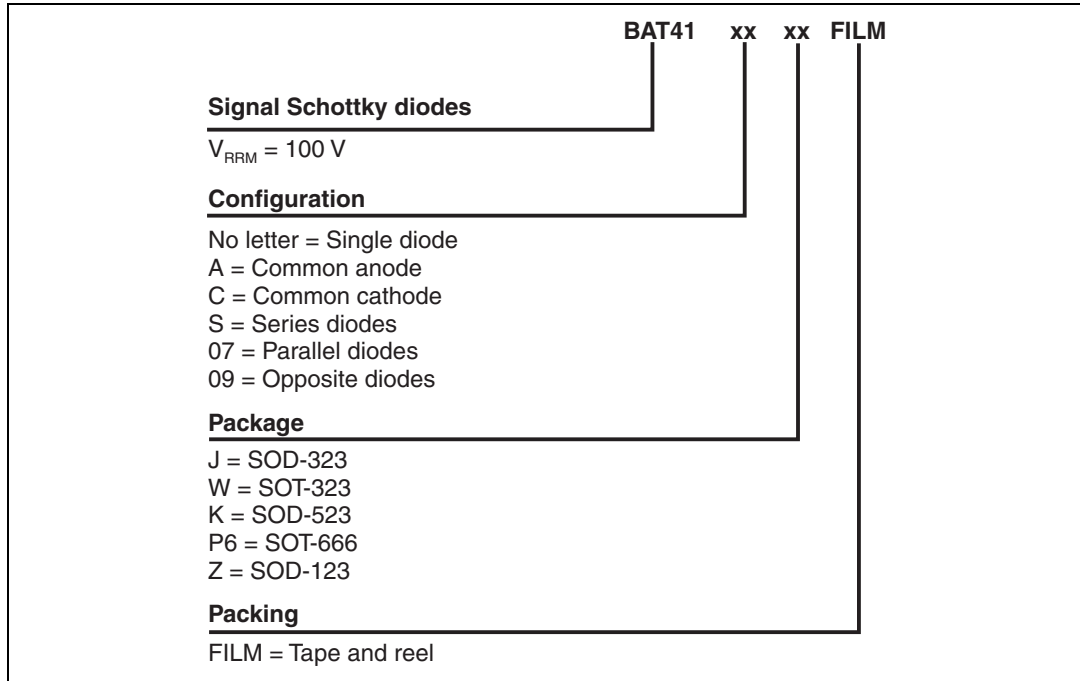 BAT41 xx xx FILM
Signal Schottky diodes
VRRM = 100 V
Configuration
No letter = Single diode
A = Common anode
C = Common cathode
S = Series diodes
07 = Parallel diodes
09 = Opposite diodes
Package
J = SOD-323
W = SOT-323
K = SOD-523
P6 = SOT-666
Z = SOD-123
Packing
FILM = Tape and reel